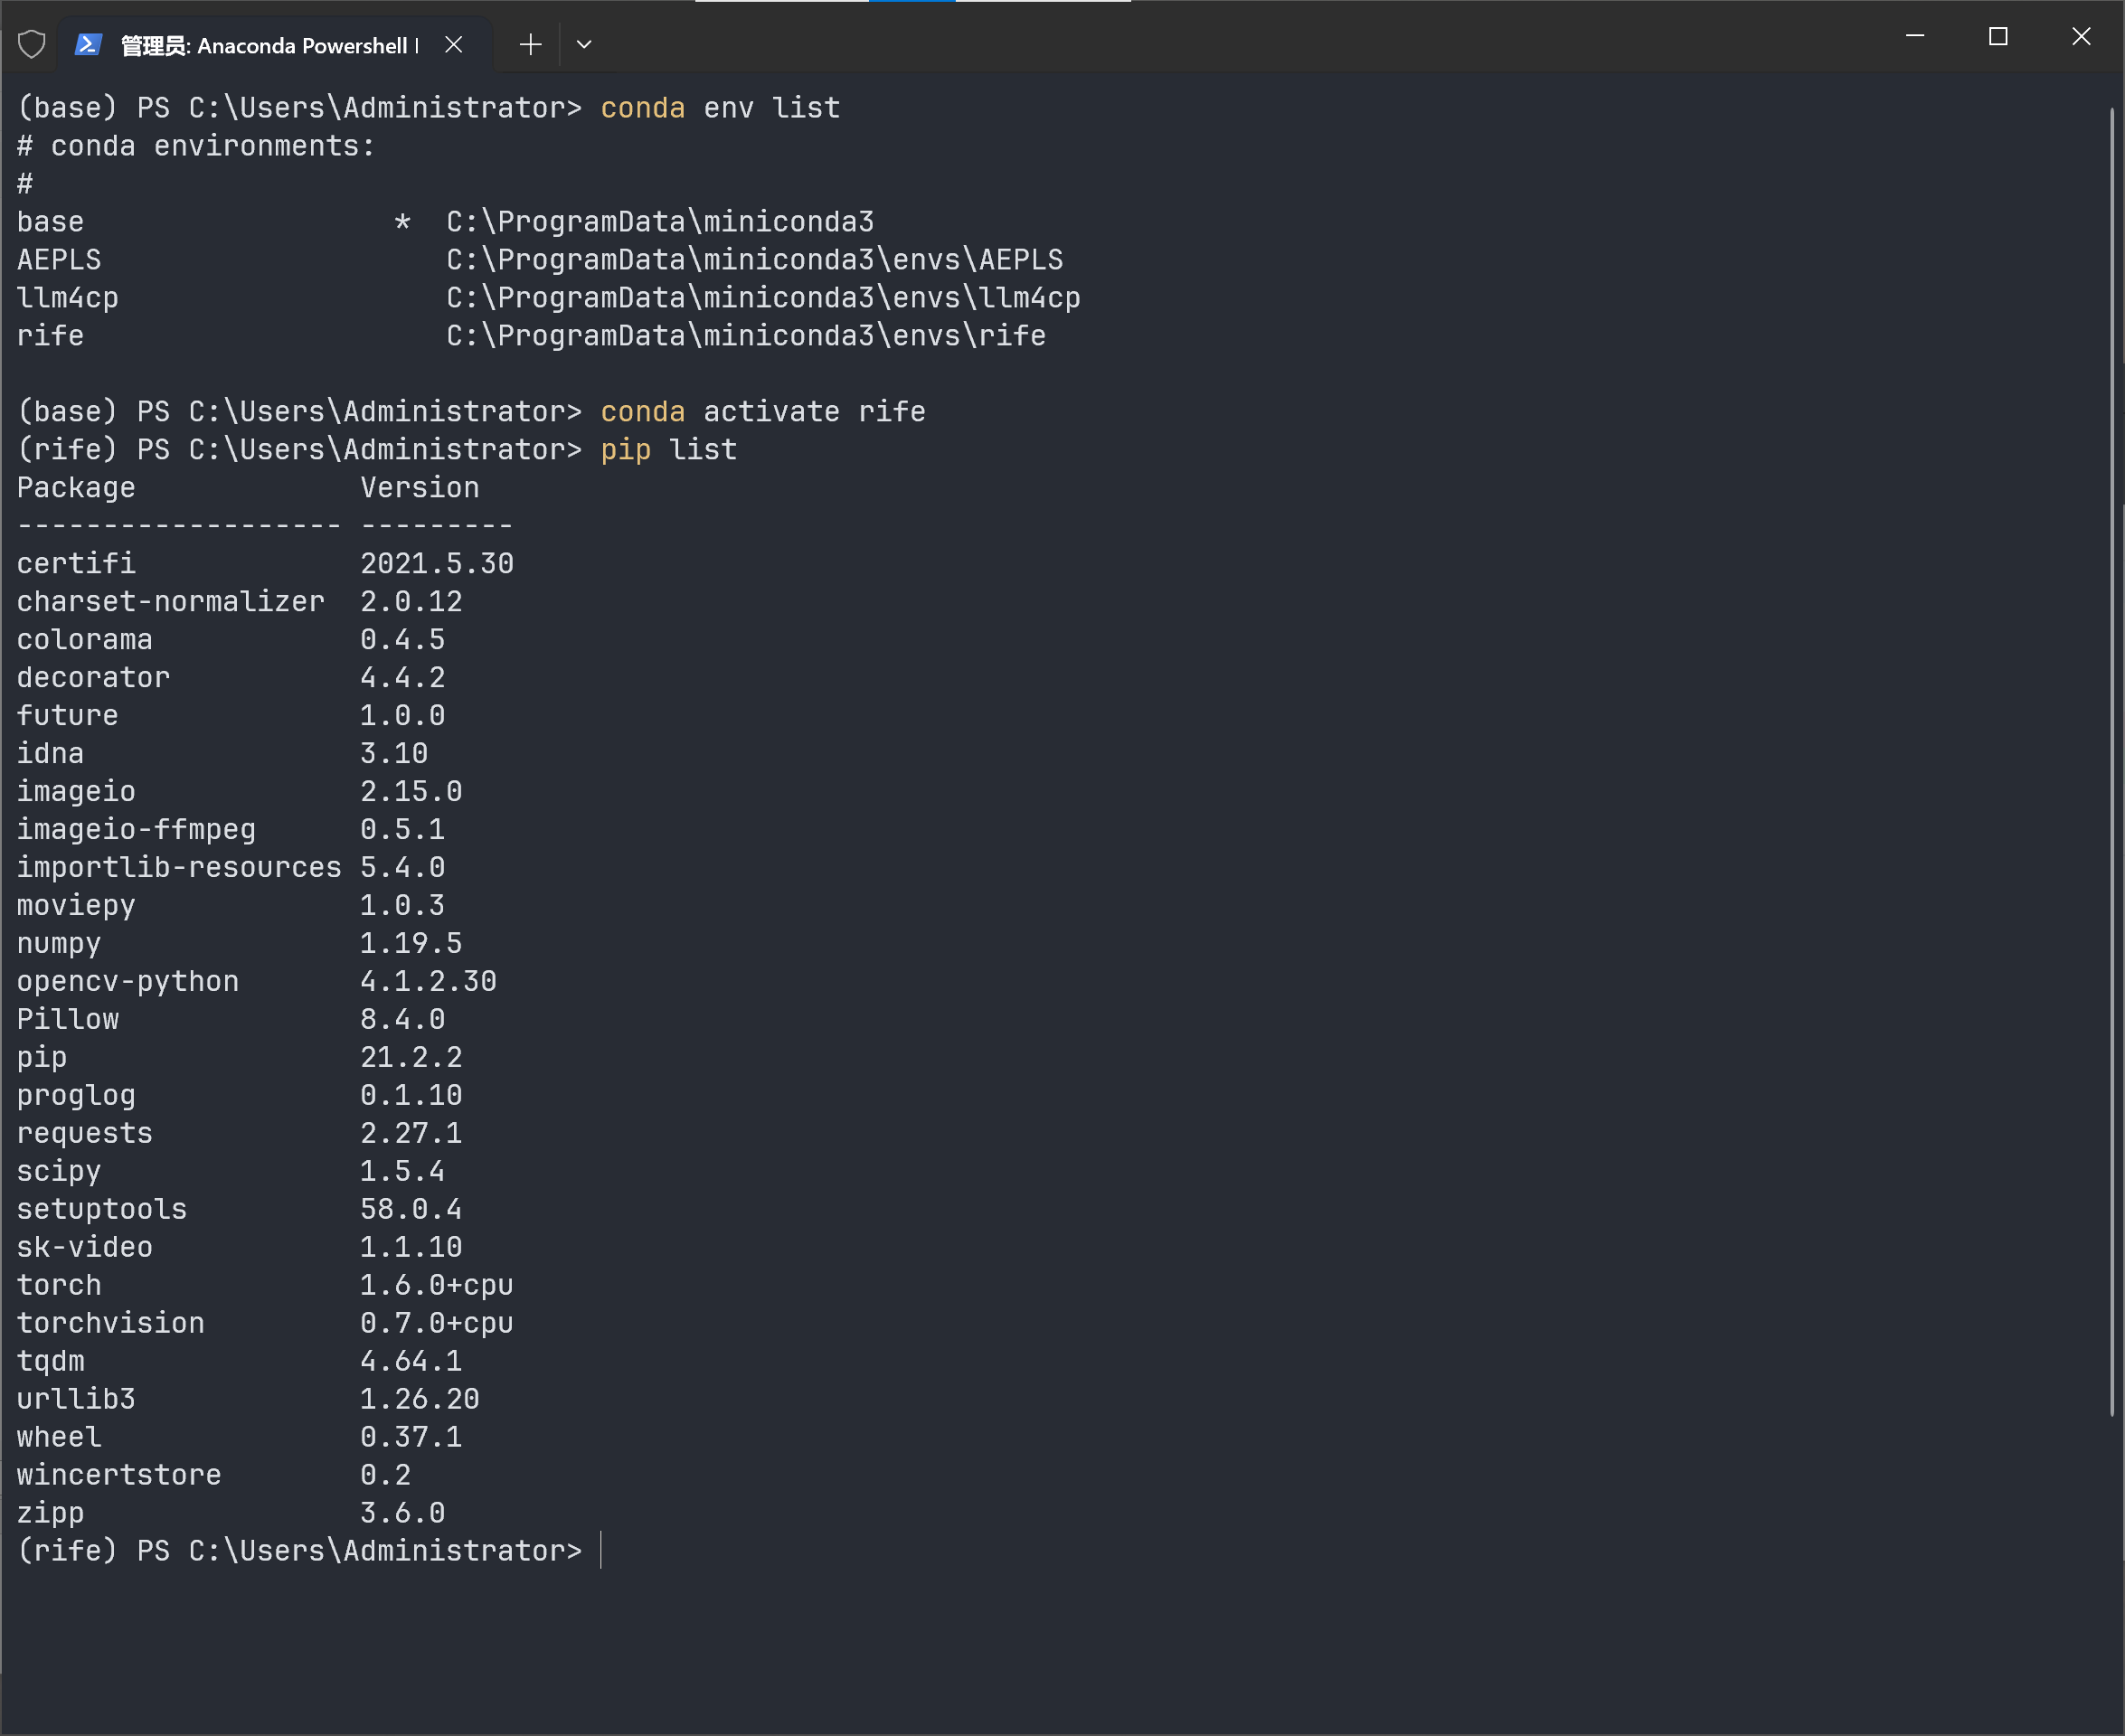 管理员: Anaconda Powershell
(base) PS C:\Users\Administrator> conda env list
# conda environments:
#
base                  *  C:\ProgramData\miniconda3
AEPLS                    C:\ProgramData\miniconda3\envs\AEPLS
llm4cp                   C:\ProgramData\miniconda3\envs\llm4cp
rife                     C:\ProgramData\miniconda3\envs\rife
(base) PS C:\Users\Administrator> conda activate rife
(rife) PS C:\Users\Administrator> pip list
Package             Version
------------------- ---------
certifi             2021.5.30
charset-normalizer  2.0.12
colorama            0.4.5
decorator           4.4.2
future              1.0.0
idna                3.10
imageio             2.15.0
imageio-ffmpeg      0.5.1
importlib-resources 5.4.0
moviepy             1.0.3
numpy               1.19.5
opencv-python       4.1.2.30
Pillow              8.4.0
pip                 21.2.2
proglog             0.1.10
requests            2.27.1
scipy               1.5.4
setuptools          58.0.4
sk-video            1.1.10
torch               1.6.0+cpu
torchvision         0.7.0+cpu
tqdm                4.64.1
urllib3             1.26.20
wheel               0.37.1
wincertstore        0.2
zipp                3.6.0
(rife) PS C:\Users\Administrator>